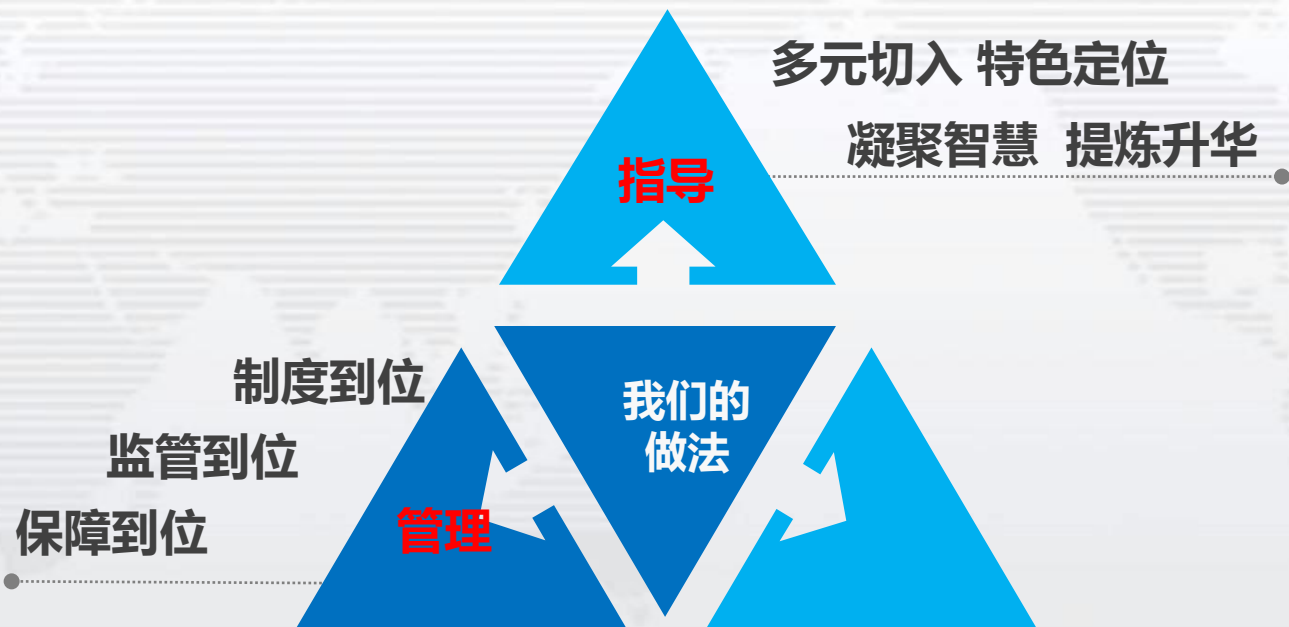 多元切入 特色定位
凝聚智慧 提炼升华
指导
我们的
做法
制度到位
监管到位
保障到位
管理